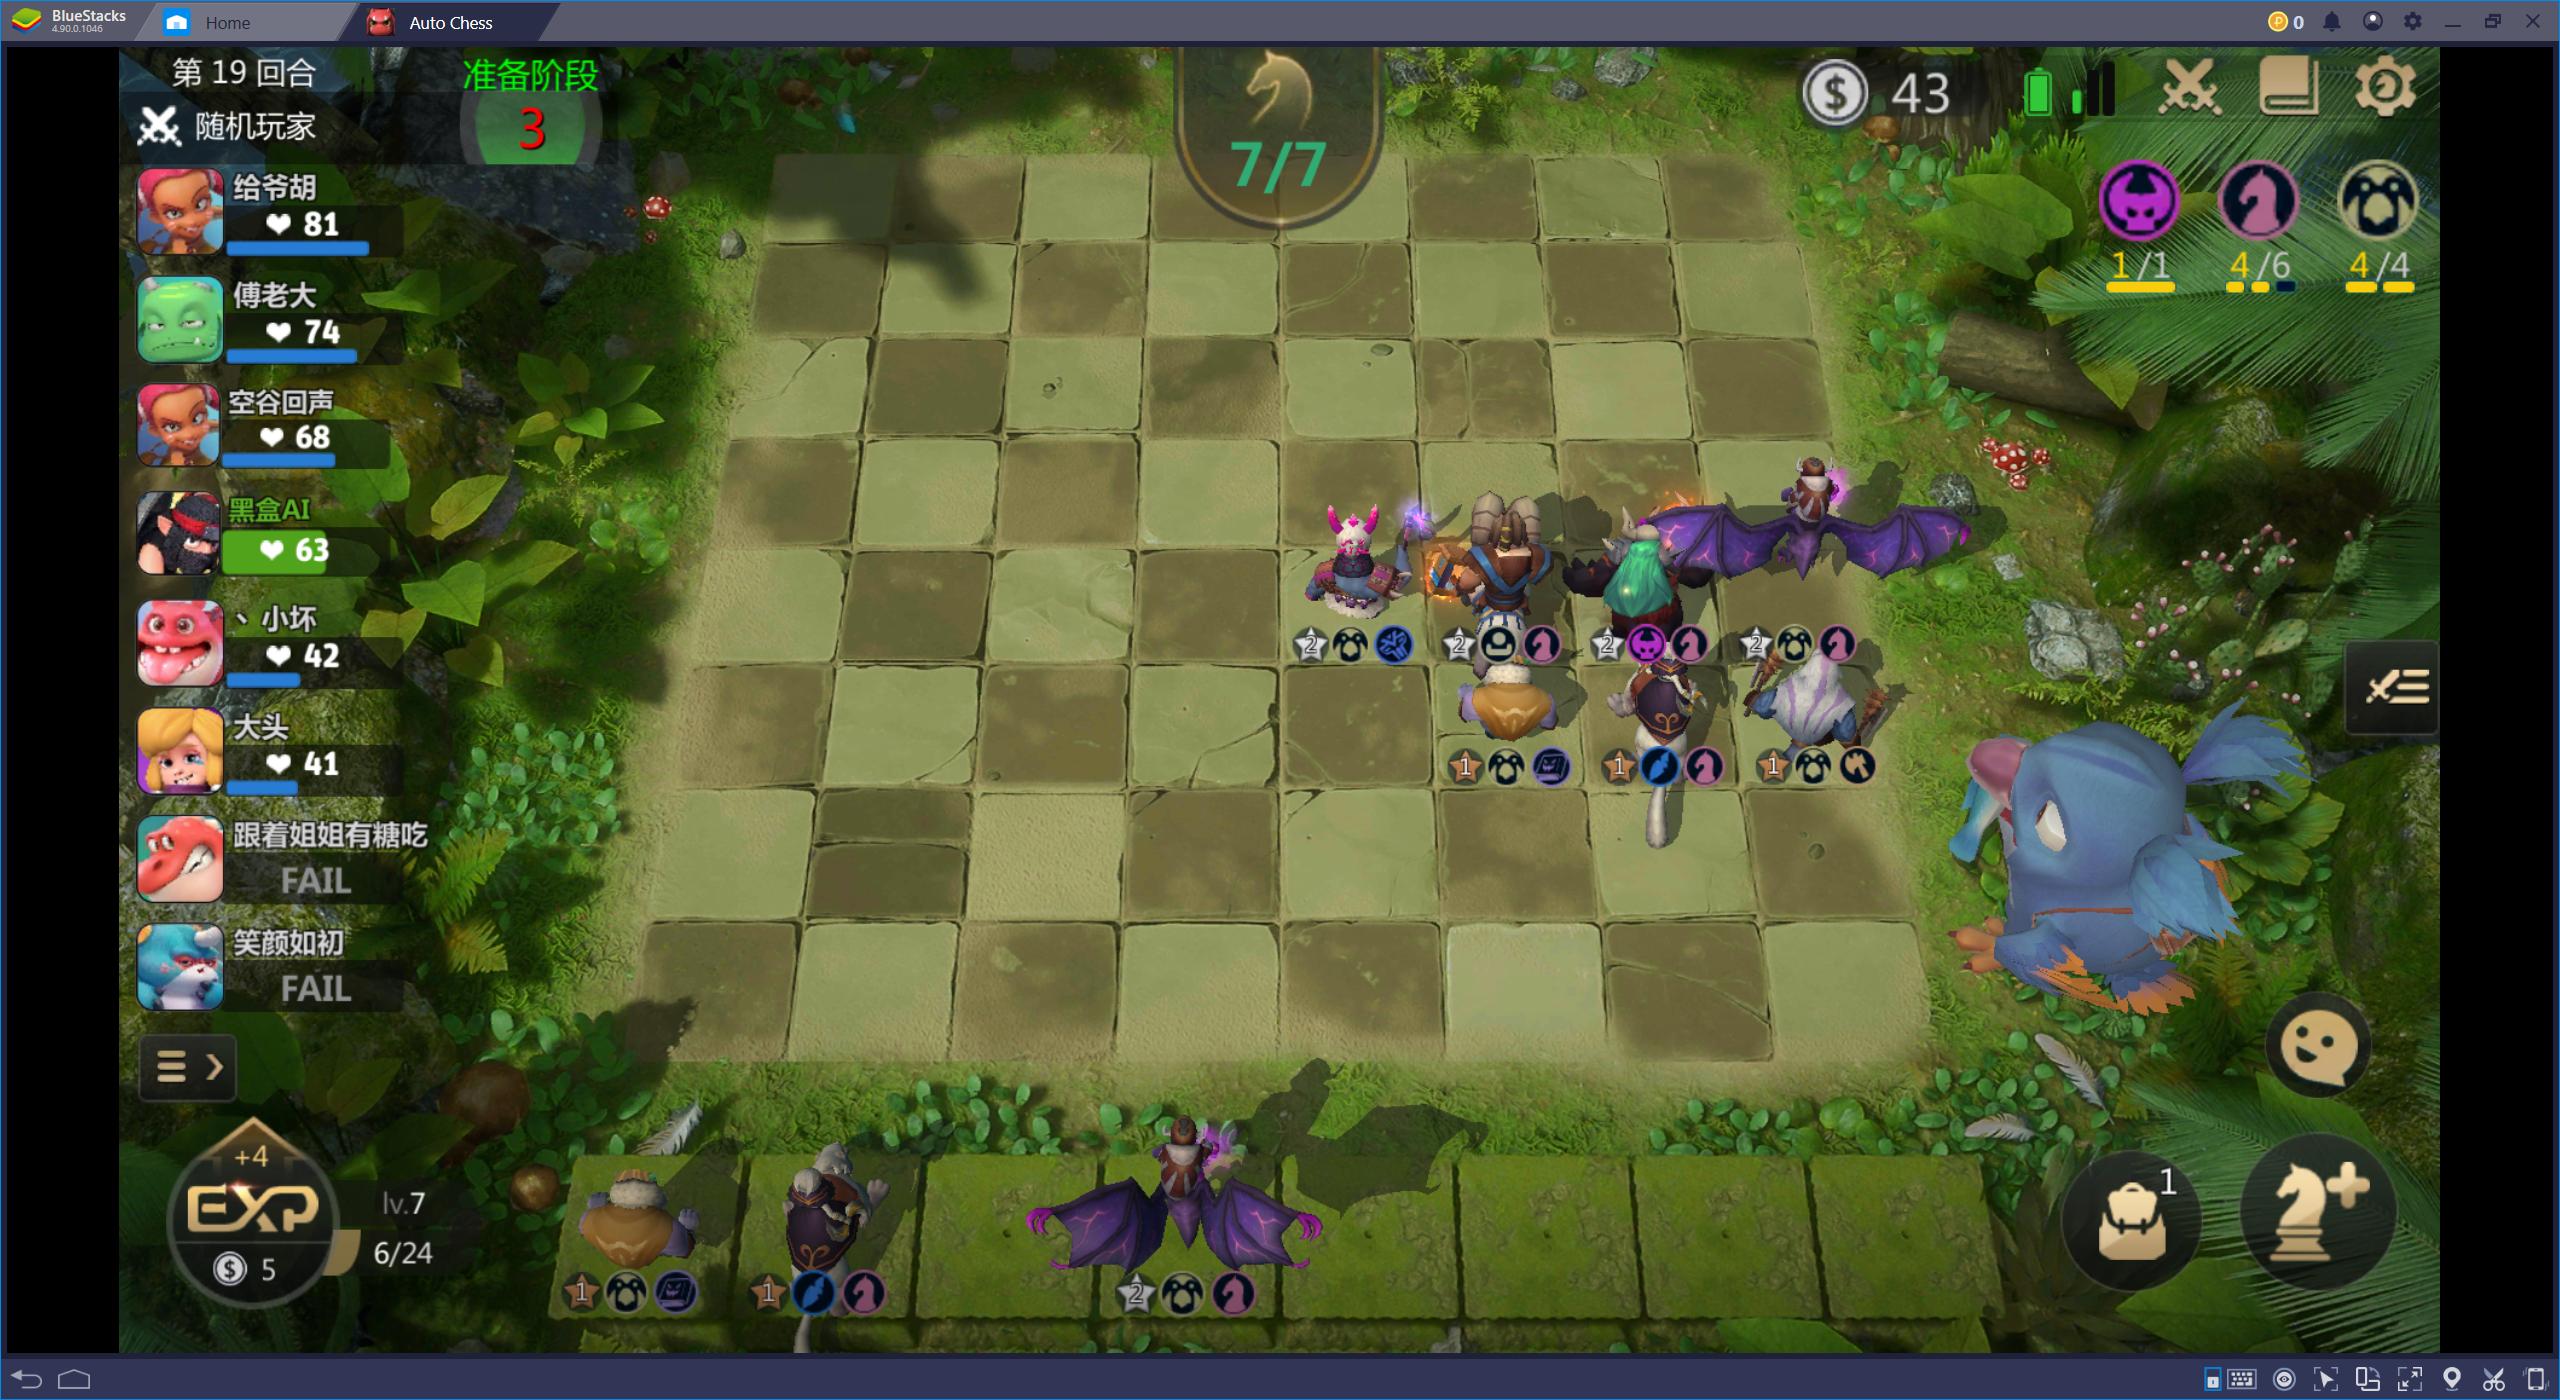 BlueStacks
4.90.0.1046
Home
Auto Chess
0
第 19 回合
准备阶段
随机玩家
3
7/7
43
1/1
4/6
4/4
给爷胡
81
傅老大
74
空谷回声
68
黑盒AI
63
丶小坏
42
大头
41
跟着姐姐有糖吃
FAIL
笑颜如初
FAIL
2
2
2
2
1
1
1
+4
EXP
5
lv.7
6/24
1
1
2
1